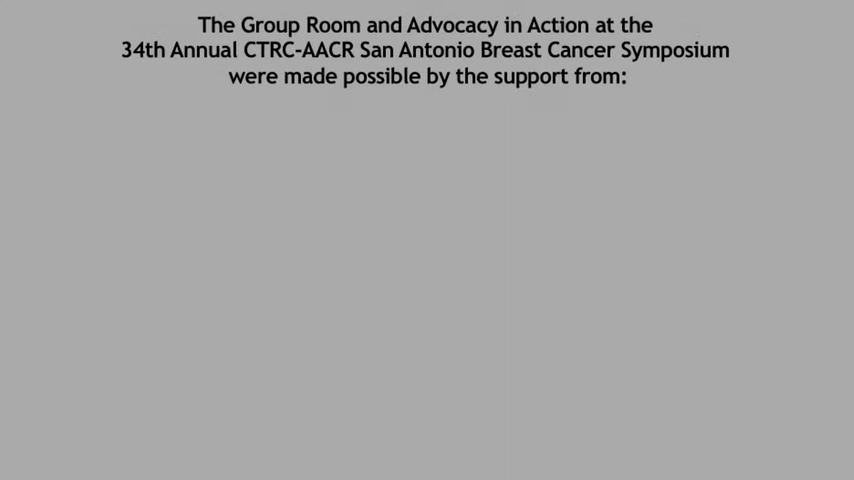 The Group Room and Advocacy in Action at the
34th Annual CTRC-AACR San Antonio Breast Cancer Symposium
were made possible by the support from: